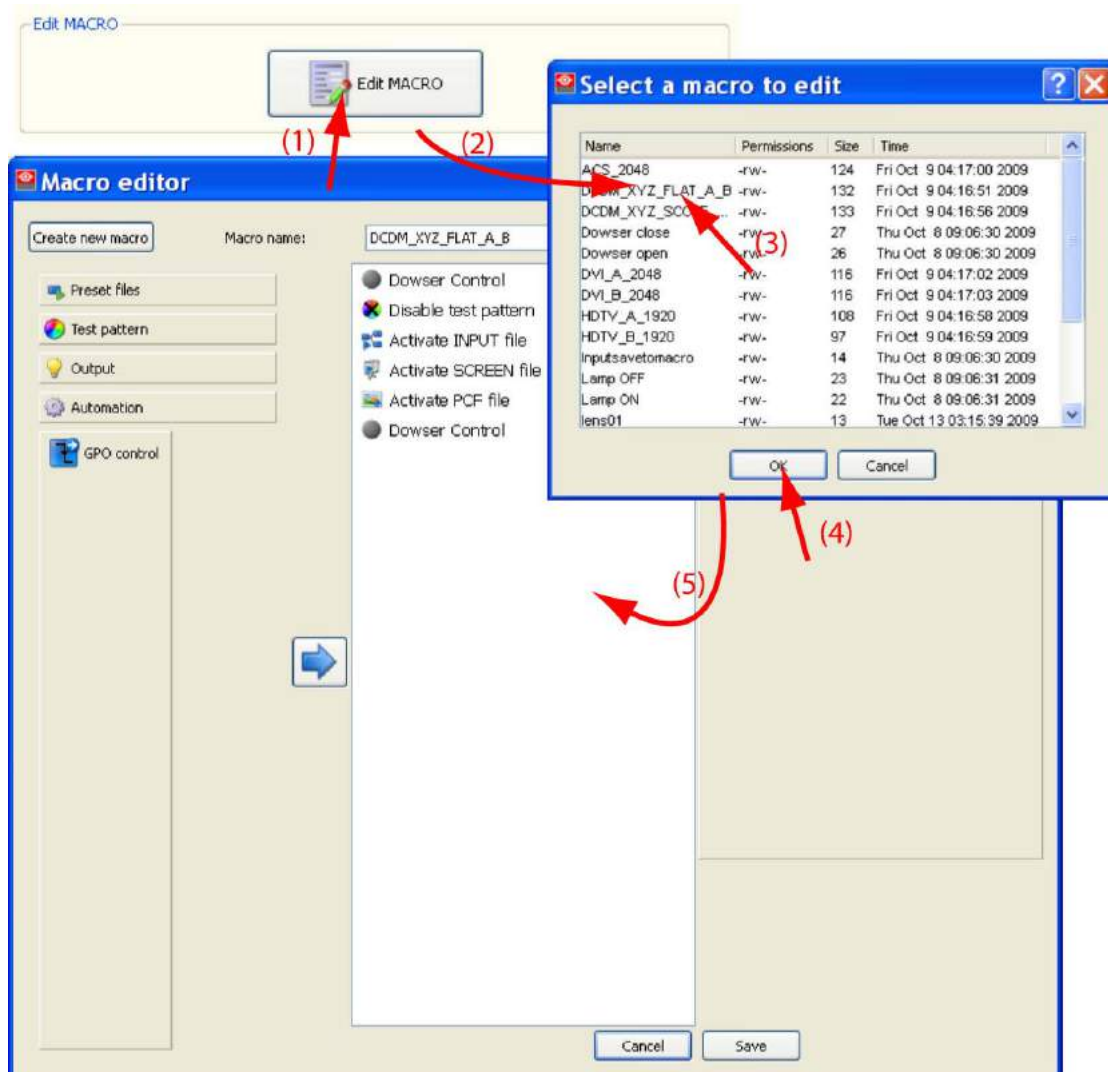 Edit MACRO
Edit MACRO
(1)
(2)
Select a macro to edit
Name Permissions Size Time
ACS_2048 -rw- 124 Fri Oct 9 04:17:00 2009
DCDM_XYZ_FLAT_A_B -rw- 132 Fri Oct 9 04:16:51 2009
DCDM_XYZ_SCOPE_... -rw- 133 Fri Oct 9 04:16:56 2009
Dowser close -rw- 27 Thu Oct 8 09:06:30 2009
(3)
Dowser open -rw- 26 Thu Oct 8 09:06:30 2009
DVI_A_2048 -rw- 116 Fri Oct 9 04:17:02 2009
DVI_B_2048 -rw- 116 Fri Oct 9 04:17:03 2009
HDTV_A_1920 -rw- 108 Fri Oct 9 04:16:58 2009
HDTV_B_1920 -rw- 97 Fri Oct 9 04:16:59 2009
Inputsavetomacro -rw- 14 Thu Oct 8 09:06:30 2009
Lamp OFF -rw- 23 Thu Oct 8 09:06:31 2009
Lamp ON -rw- 22 Thu Oct 8 09:06:31 2009
lens01 -rw- 13 Tue Oct 13 03:15:39 2009
OK Cancel
(4)
(5)
Macro editor
Create new macro Macro name: DCDM_XYZ_FLAT_A_B
Preset files
Test pattern
Output
Automation
GPO control
Dowser Control
Disable test pattern
Activate INPUT file
Activate SCREEN file
Activate PCF file
Dowser Control
Cancel Save